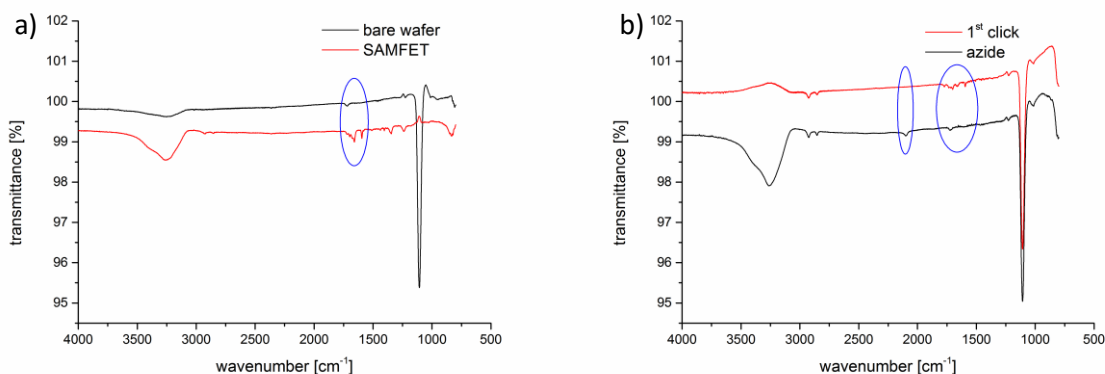 a)
bare wafer
SAMFET
102
101
100
99
98
97
96
95
transmittance [%]
4000 3500 3000 2500 2000 1500 1000 500
wavenumber [cm⁻¹]
b)
1ˢᵗ click
azide
102
101
100
99
98
97
96
95
transmittance [%]
4000 3500 3000 2500 2000 1500 1000 500
wavenumber [cm⁻¹]